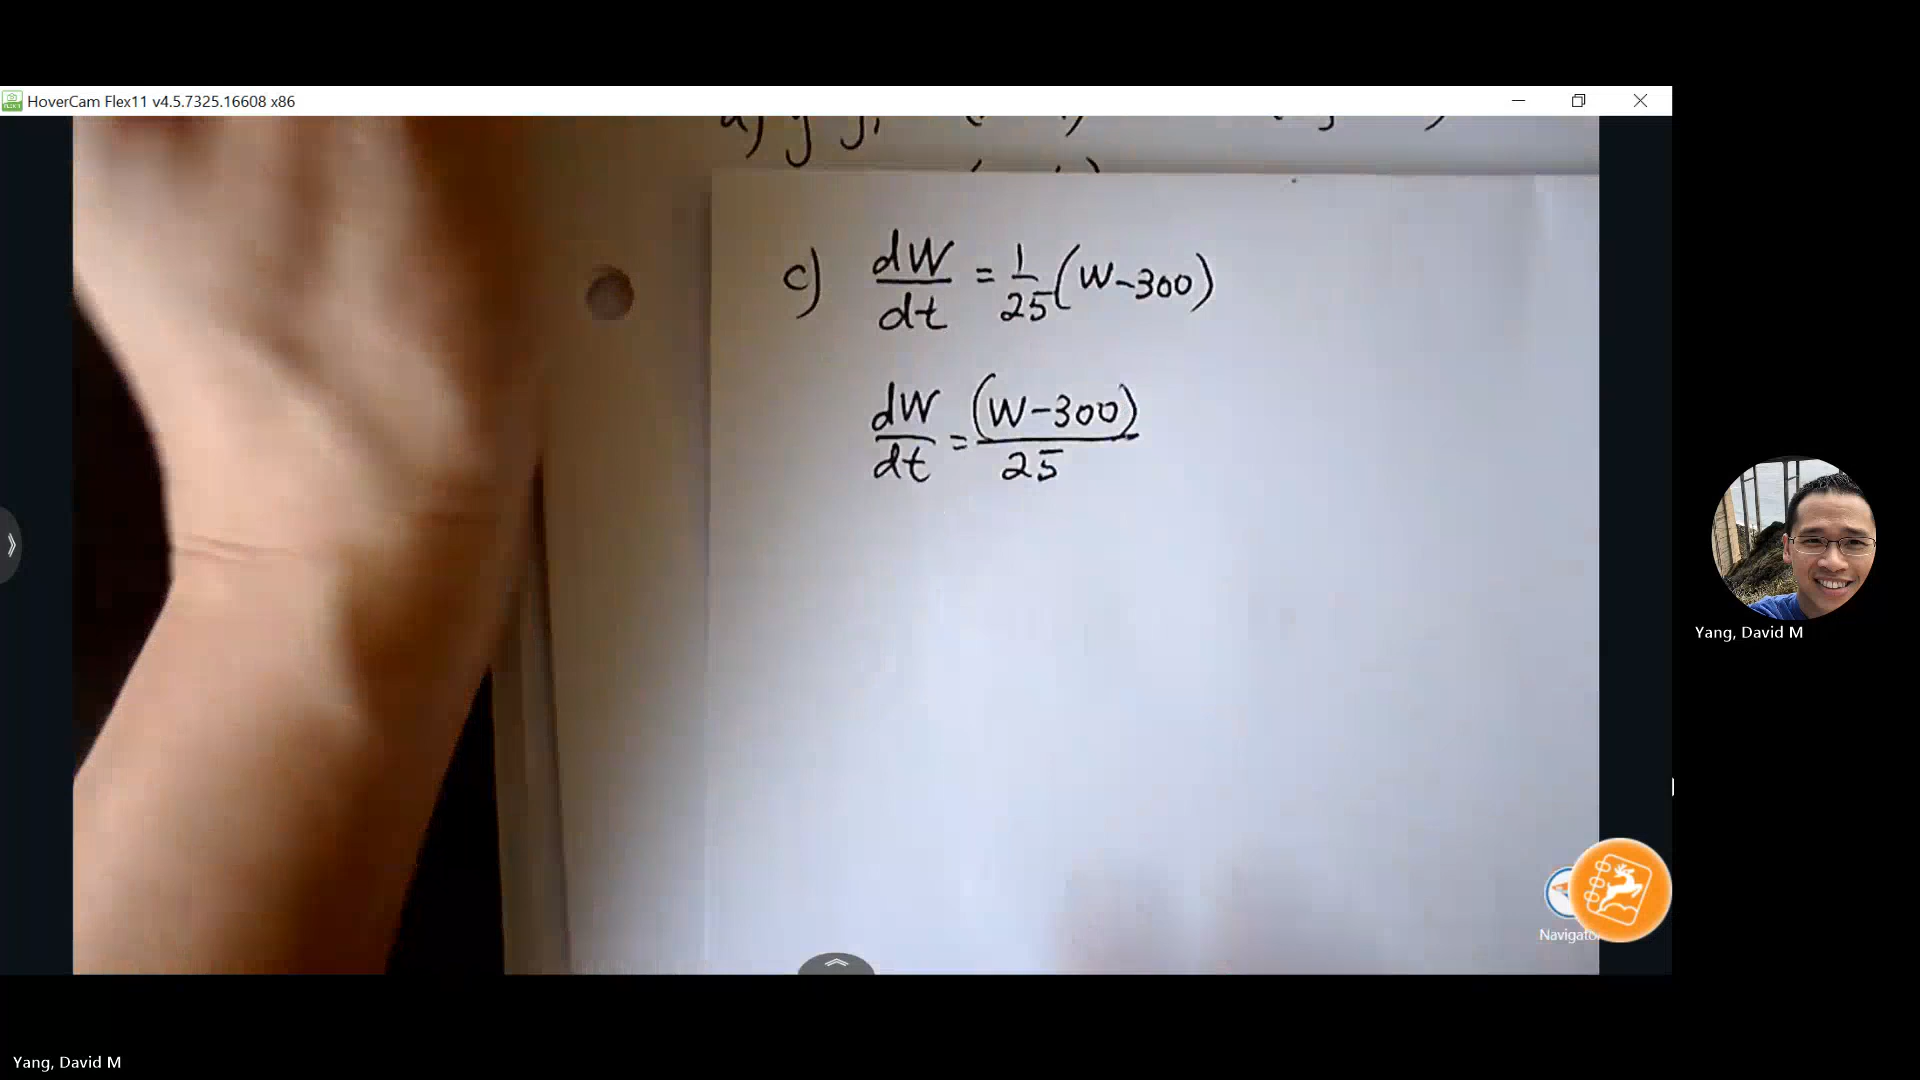 HoverCam Flex11 v4.5.7325.16608 x86
c) dW/dt = 1/25 (W-300)
dW/dt = (W-300)/25
Yang, David M
Navigato
Yang, David M